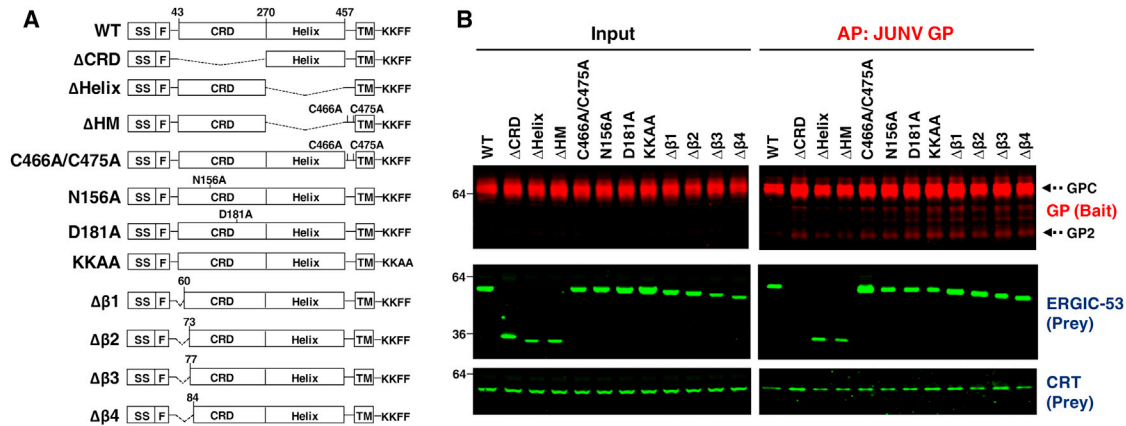 A
43 270 457
WT SS F CRD Helix TM KKFF
ΔCRD SS F Helix TM KKFF
ΔHelix SS F CRD TM KKFF
C466A C475A
ΔHM SS F CRD TM KKFF
C466A C475A
C466A/C475A SS F CRD Helix TM KKFF
N156A
N156A SS F CRD Helix TM KKFF
D181A
D181A SS F CRD Helix TM KKFF
KKAA SS F CRD Helix TM KKAA
60
Δβ1 SS F CRD Helix TM KKFF
73
Δβ2 SS F CRD Helix TM KKFF
77
Δβ3 SS F CRD Helix TM KKFF
84
Δβ4 SS F CRD Helix TM KKFF
B
Input AP: JUNV GP
WT ΔCRD ΔHelix ΔHM C466A/C475A N156A D181A KKAA Δβ1 Δβ2 Δβ3 Δβ4 WT ΔCRD ΔHelix ΔHM C466A/C475A N156A D181A KKAA Δβ1 Δβ2 Δβ3 Δβ4
64 GPC
GP (Bait)
GP2
64
ERGIC-53
(Prey)
36
64
CRT
(Prey)